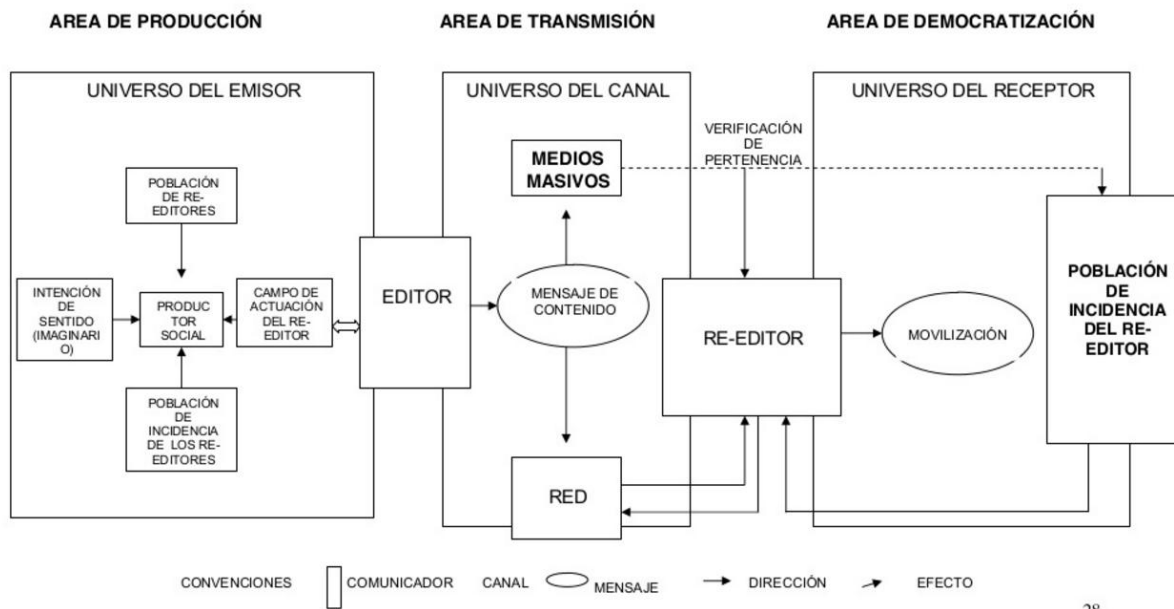 AREA DE PRODUCCIÓN
AREA DE TRANSMISIÓN
AREA DE DEMOCRATIZACIÓN
UNIVERSO DEL EMISOR
UNIVERSO DEL CANAL
UNIVERSO DEL RECEPTOR
POBLACIÓN
DE RE-
EDITORES
INTENCIÓN
DE
SENTIDO
(IMAGINARI
O)
PRODUC
TOR
SOCIAL
CAMPO DE
ACTUACIÓN
DEL RE-
EDITOR
POBLACIÓN
DE
INCIDENCIA
DE LOS RE-
EDITORES
EDITOR
MEDIOS
MASIVOS
MENSAJE DE
CONTENIDO
RED
VERIFICACIÓN
DE
PERTENENCIA
RE-EDITOR
MOVILIZACIÓN
POBLACIÓN
DE
INCIDENCIA
DEL RE-
EDITOR
CONVENCIONES
COMUNICADOR
CANAL
MENSAJE
DIRECCIÓN
EFECTO